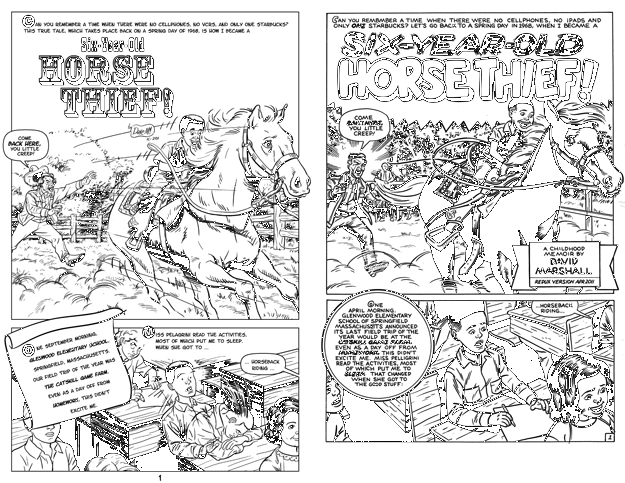 CAN YOU REMEMBER A TIME WHEN THERE WERE NO CELLPHONES, NO VCRS, AND ONLY ONE STARBUCKS?
THIS TRUE TALE, WHICH TAKES PLACE BACK ON A SPRING DAY OF 1968, IS HOW I BECAME A
Six-Year-Old
HORSE
THIEF!
COME
BACK HERE,
YOU LITTLE
CREEP!
ONE SEPTEMBER MORNING,
GLENWOOD ELEMENTARY SCHOOL,
SPRINGFIELD, MASSACHUSETTS.
OUR FIELD TRIP OF THE YEAR WAS
THE CATSKILL GAME FARM.
EVEN AS A DAY OFF FROM
HOMEWORK, THIS DIDN'T
EXCITE ME.
MISS PELAGRINI READ THE ACTIVITIES,
MOST OF WHICH PUT ME TO SLEEP.
WHEN SHE GOT TO ...
HORSEBACK
RIDING...
1
CAN YOU REMEMBER A TIME WHEN THERE WERE NO CELLPHONES, NO IPADS AND
ONLY ONE STARBUCKS? LET'S GO BACK TO A SPRING DAY IN 1968, WHEN I BECAME A
SIX-YEAR-OLD
HORSE THIEF!
COME
BACK HERE,
YOU LITTLE
CREEP!
A CHILDHOOD
MEMOIR BY
DAVID
MARSHALL
REDUX VERSION APR 2011
ONE
APRIL MORNING,
GLENWOOD ELEMENTARY
SCHOOL OF SPRINGFIELD
MASSACHUSETTS ANNOUNCED
ITS LAST FIELD TRIP OF THE
YEAR WOULD BE AT THE
CATSKILL GAME FARM.
EVEN AS A DAY OFF FROM
HOMEWORK, THIS DIDN'T
EXCITE ME. MISS PELIGRINI
READ THE ACTIVITIES, MOST
OF WHICH PUT ME TO
SLEEP. THAT CHANGED
WHEN SHE GOT TO
THE GOOD STUFF:
...HORSEBACK
RIDING...
1